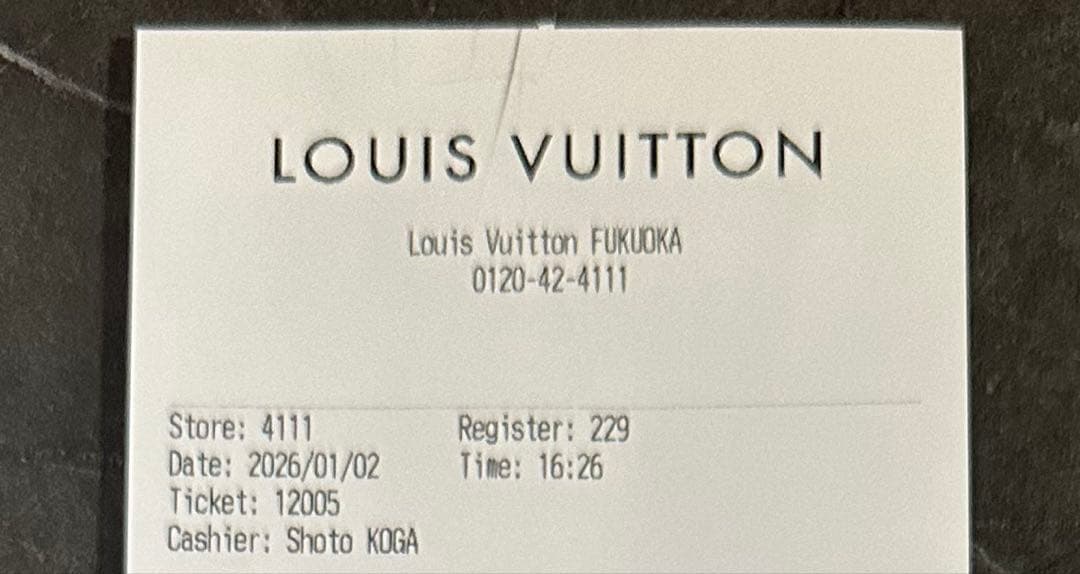 LOUIS VUITTON
Louis Vuitton FUKUOKA
0120-42-4111
Store: 4111 Register: 229
Date: 2026/01/02 Time: 16:26
Ticket: 12005
Cashier: Shoto KOGA